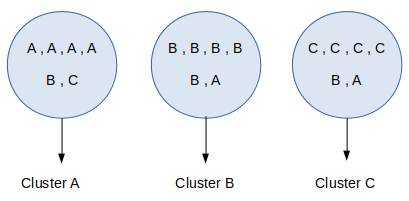 A , A , A , A
B , C
B , B , B , B
B , A
C , C , C , C
B , A
Cluster A
Cluster B
Cluster C